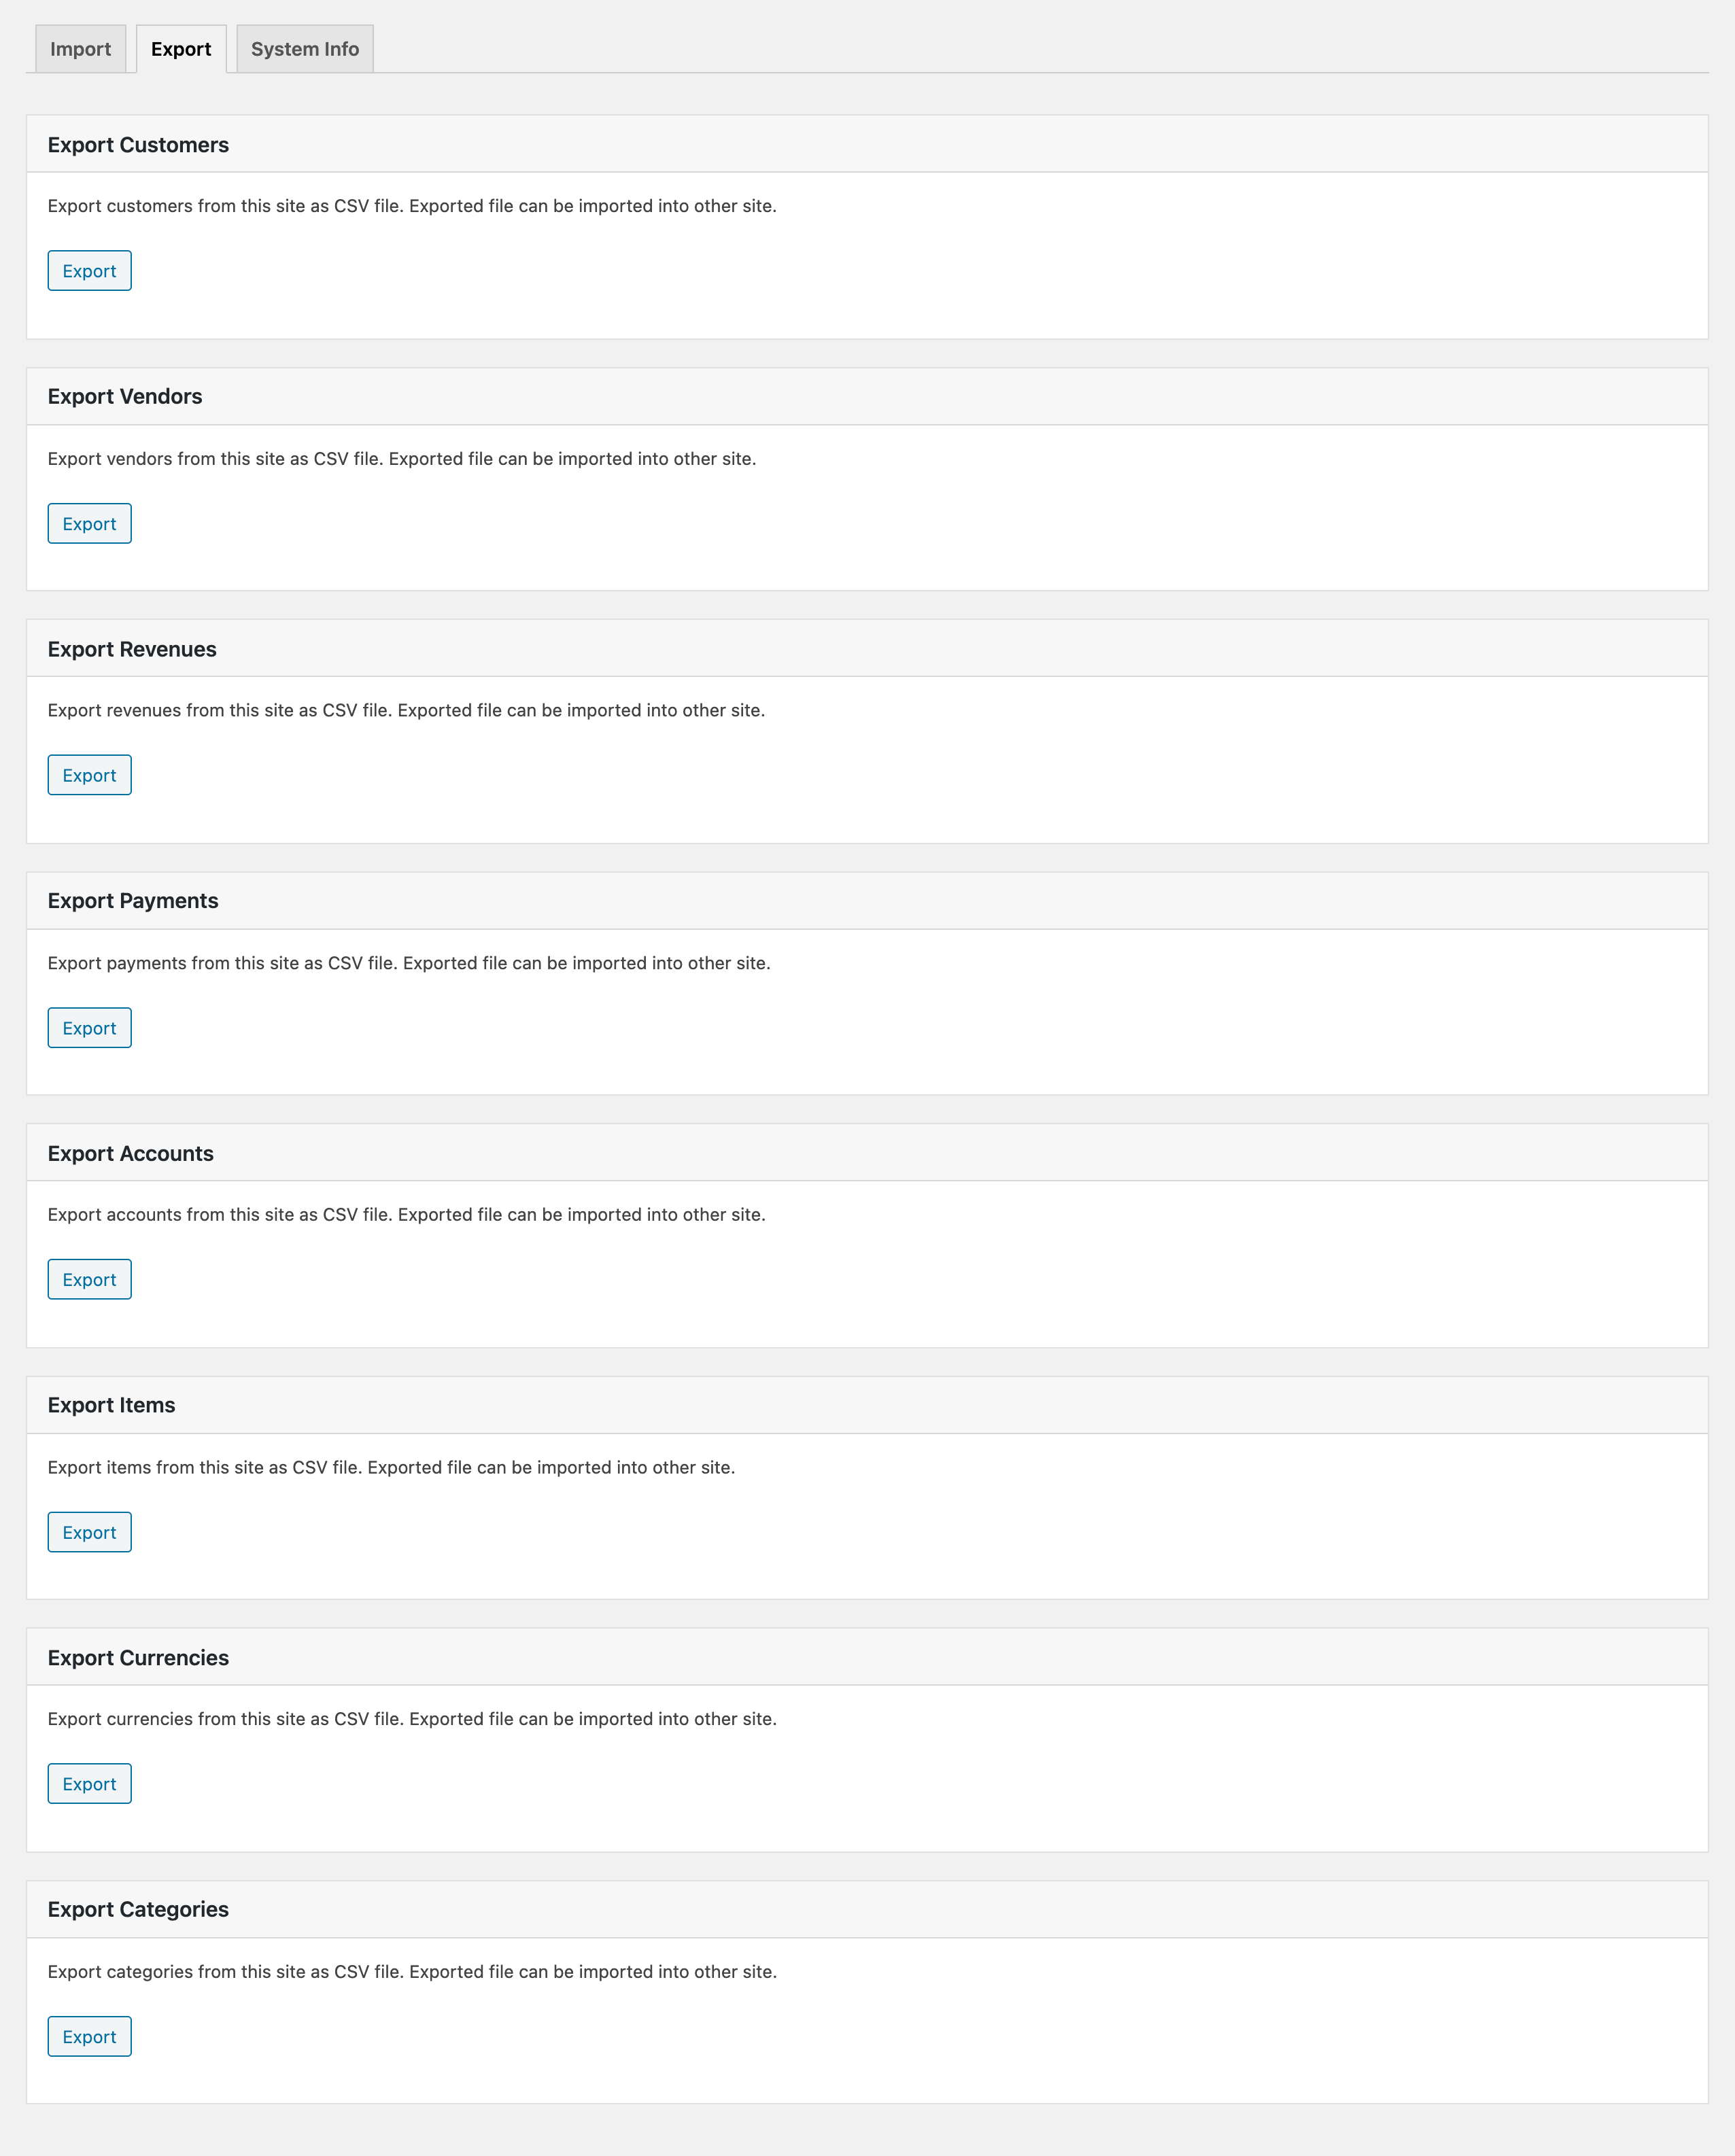 Import Export System Info
Export Customers
Export customers from this site as CSV file. Exported file can be imported into other site.
Export
Export Vendors
Export vendors from this site as CSV file. Exported file can be imported into other site.
Export
Export Revenues
Export revenues from this site as CSV file. Exported file can be imported into other site.
Export
Export Payments
Export payments from this site as CSV file. Exported file can be imported into other site.
Export
Export Accounts
Export accounts from this site as CSV file. Exported file can be imported into other site.
Export
Export Items
Export items from this site as CSV file. Exported file can be imported into other site.
Export
Export Currencies
Export currencies from this site as CSV file. Exported file can be imported into other site.
Export
Export Categories
Export categories from this site as CSV file. Exported file can be imported into other site.
Export